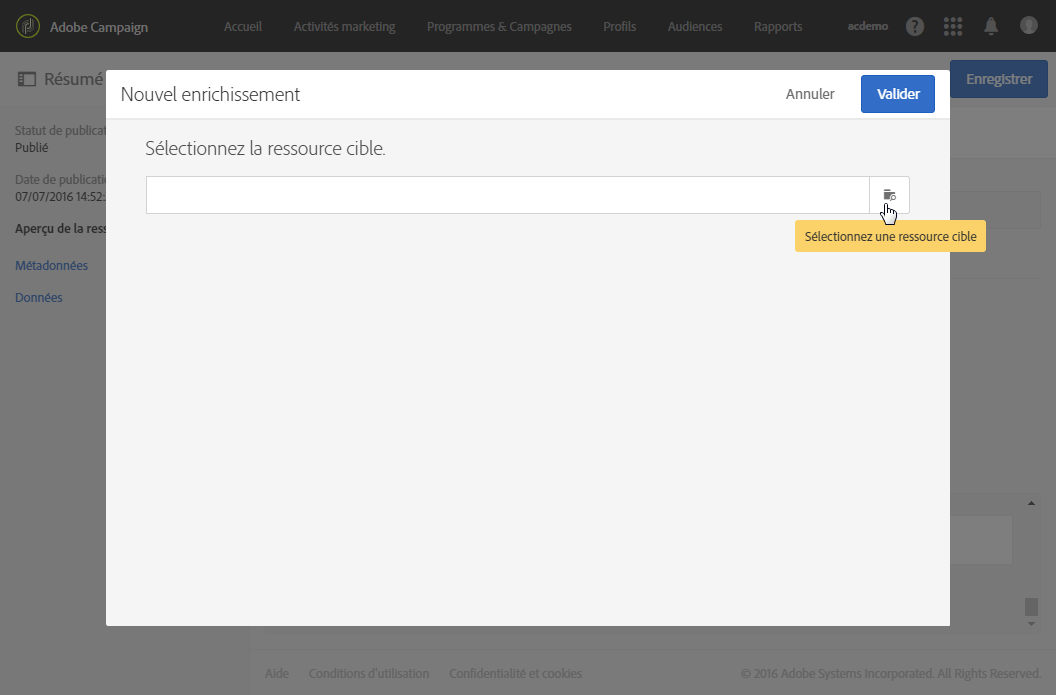 Adobe Campaign
Accueil
Activités marketing
Programmes & Campagnes
Profils
Audiences
Rapports
acdemo
Résumé
Enregistrer
Nouvel enrichissement
Annuler
Valider
Statut de publicat
Publié
Date de publicati
07/07/2016 14:52:
Aperçu de la ress
Métadonnées
Données
Sélectionnez la ressource cible.
Sélectionnez une ressource cible
Aide
Conditions d'utilisation
Confidentialité et cookies
© 2016 Adobe Systems Incorporated. All Rights Reserved.